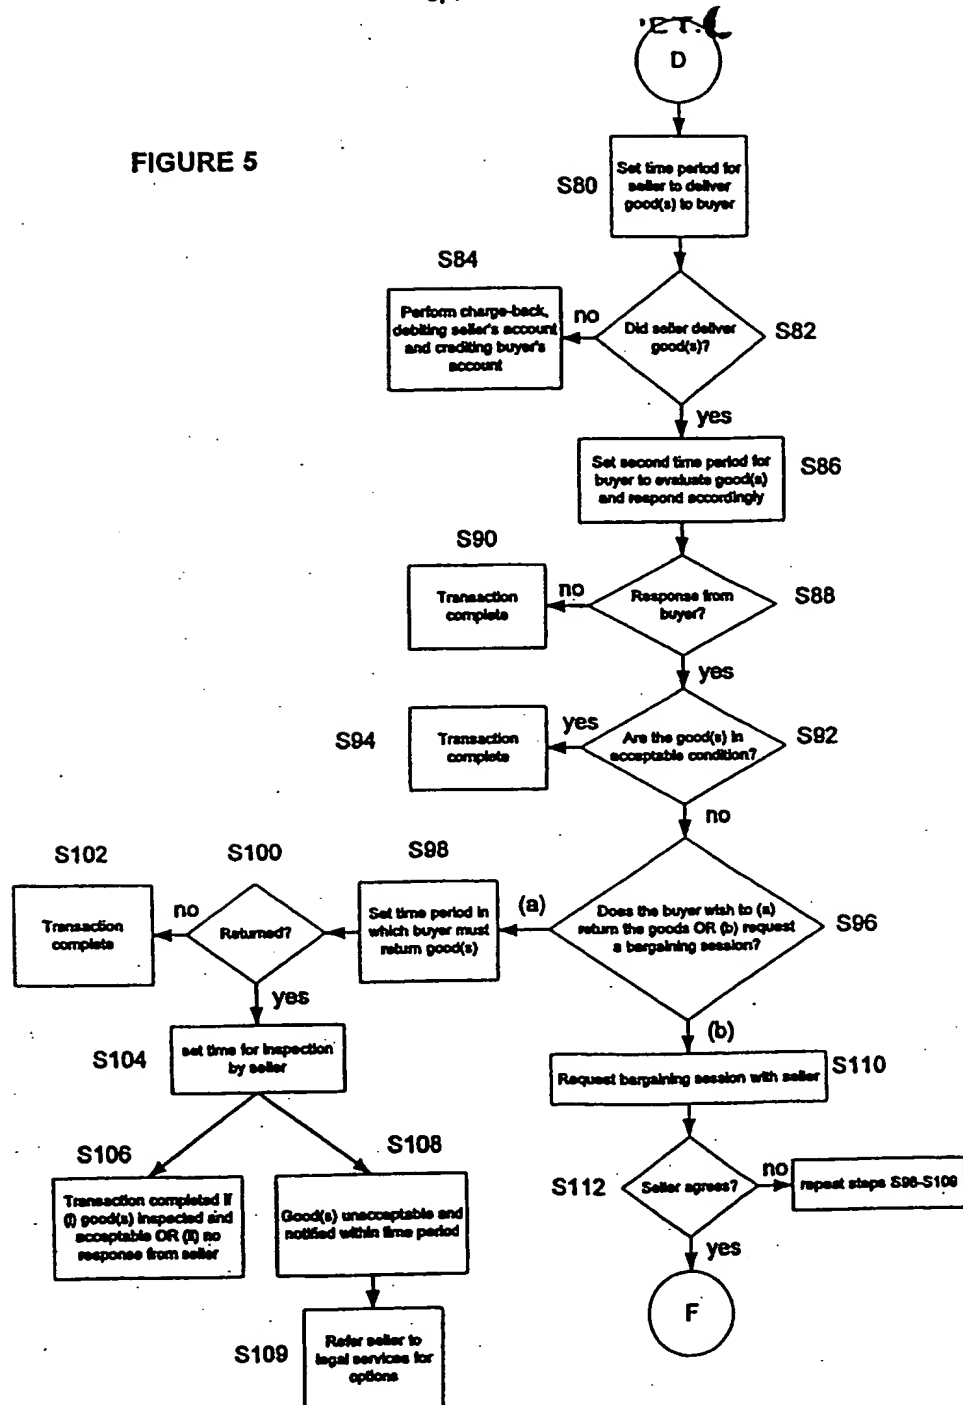 'ET.
D
FIGURE 5
S80
Set time period for
seller to deliver
good(s) to buyer
S84
Perform charge-back,
debiting seller's account
and crediting buyer's
account
no
Did seller deliver
good(s)?
S82
yes
Set second time period for
buyer to evaluate good(s)
and respond accordingly
S86
S90
Transaction
complete
no
Response from
buyer?
S88
yes
S94
Transaction
complete
yes
Are the good(s) in
acceptable condition?
S92
no
S102
S100
S98
Transaction
complete
no
Returned?
Set time period in
which buyer must
return good(s)
(a)
Does the buyer wish to (a)
return the goods OR (b) request
a bargaining session?
S96
yes
(b)
S104
set time for inspection
by seller
Request bargaining session with seller
S110
S106
S108
Transaction completed if
(i) good(s) inspected and
acceptable OR (ii) no
response from seller
Good(s) unacceptable and
notified within time period
S112
Seller agrees?
no
repeat steps S98-S109
yes
F
S109
Refer seller to
legal services for
options